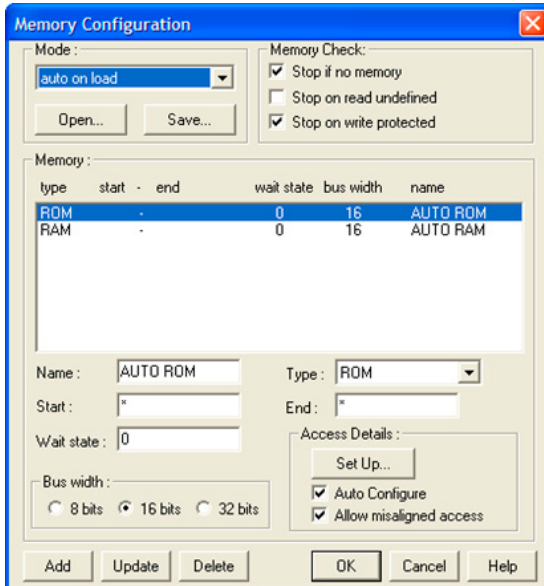 Memory Configuration
Mode :
auto on load
Open...
Save...
Memory Check:
Stop if no memory
Stop on read undefined
Stop on write protected
Memory :
type start - end wait state bus width name
ROM - 0 16 AUTO ROM
RAM - 0 16 AUTO RAM
Name : AUTO ROM
Type : ROM
Start : *
End : *
Wait state : 0
Access Details :
Set Up...
Bus width :
8 bits 16 bits 32 bits
Auto Configure
Allow misaligned access
Add Update Delete OK Cancel Help